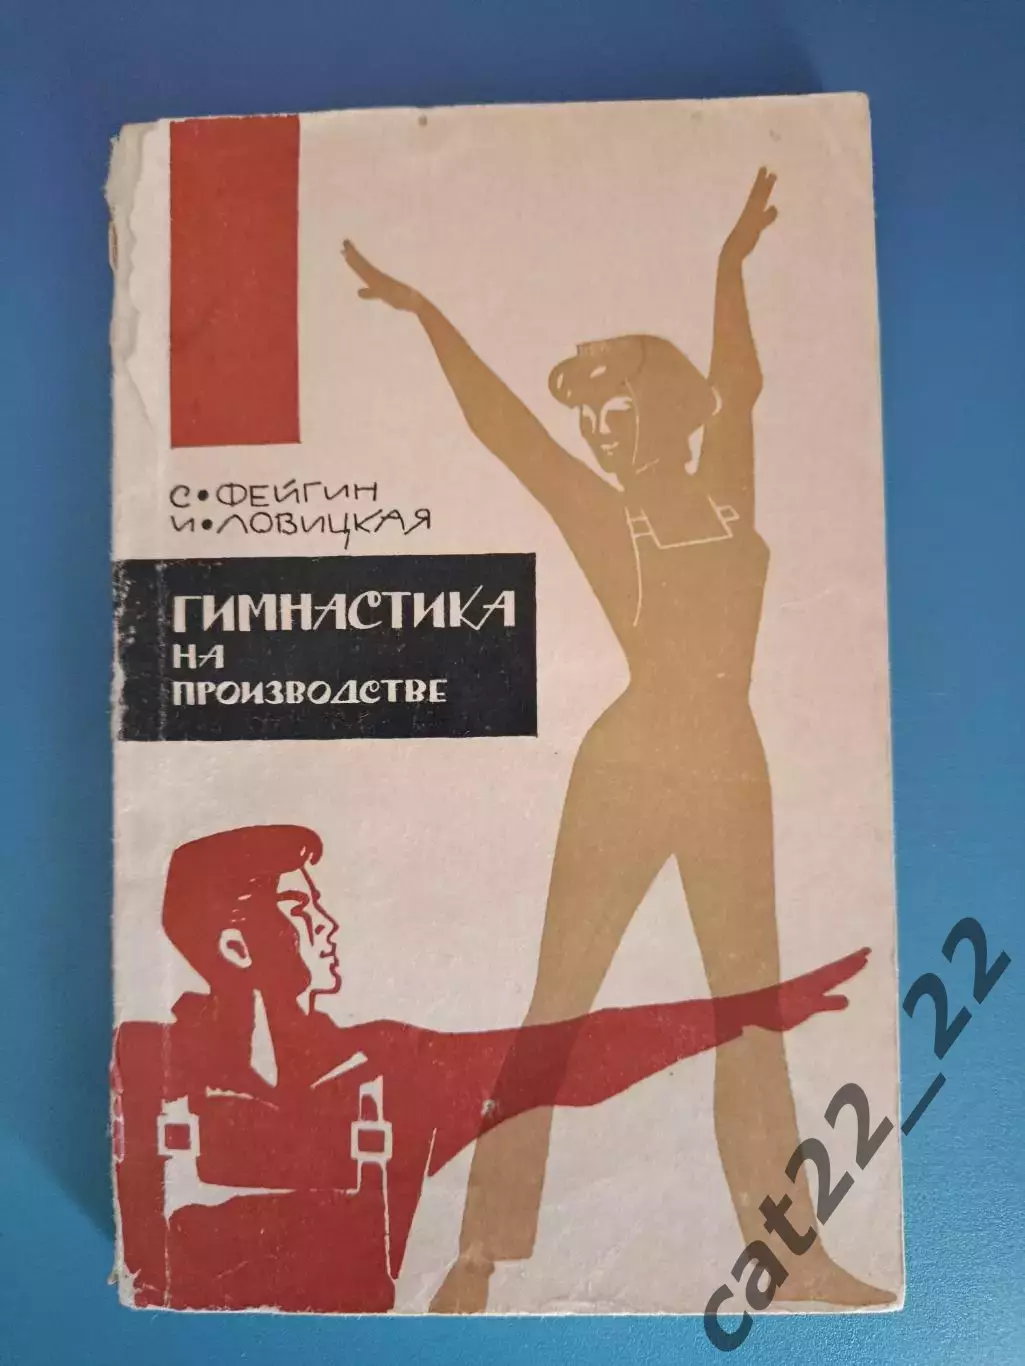 С. ФЕЙГИН
И. ЛОВИЦКАЯ
ГИМНАСТИКА
НА
ПРОИЗВОДСТВЕ
cat22_22